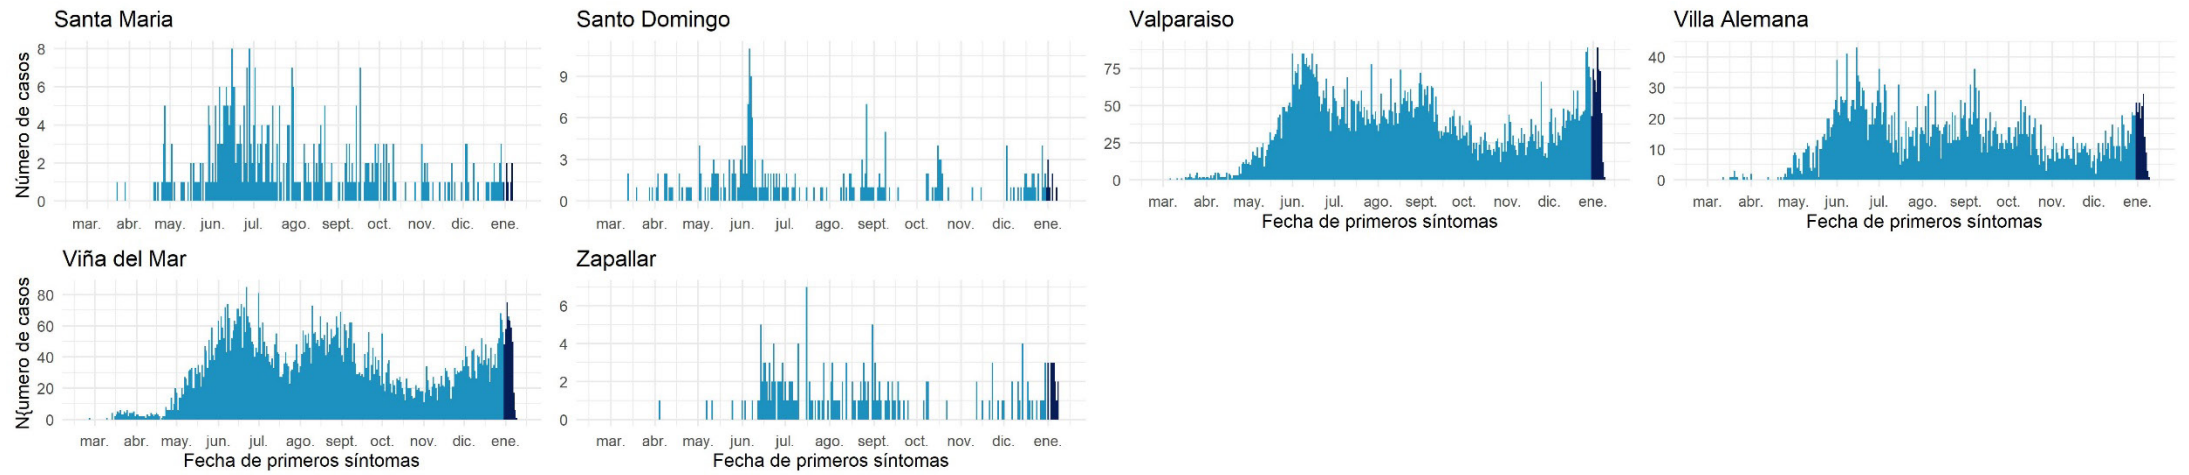 Santa Maria
Número de casos
8
6
4
2
0
mar. abr. may. jun. jul. ago. sept. oct. nov. dic. ene.
Santo Domingo
9
6
3
0
mar. abr. may. jun. jul. ago. sept. oct. nov. dic. ene.
Valparaiso
75
50
25
0
mar. abr. may. jun. jul. ago. sept. oct. nov. dic. ene.
Fecha de primeros síntomas
Villa Alemana
40
30
20
10
0
mar. abr. may. jun. jul. ago. sept. oct. nov. dic. ene.
Fecha de primeros síntomas
Viña del Mar
N{umero de casos
80
60
40
20
0
mar. abr. may. jun. jul. ago. sept. oct. nov. dic. ene.
Fecha de primeros síntomas
Zapallar
6
4
2
0
mar. abr. may. jun. jul. ago. sept. oct. nov. dic. ene.
Fecha de primeros síntomas